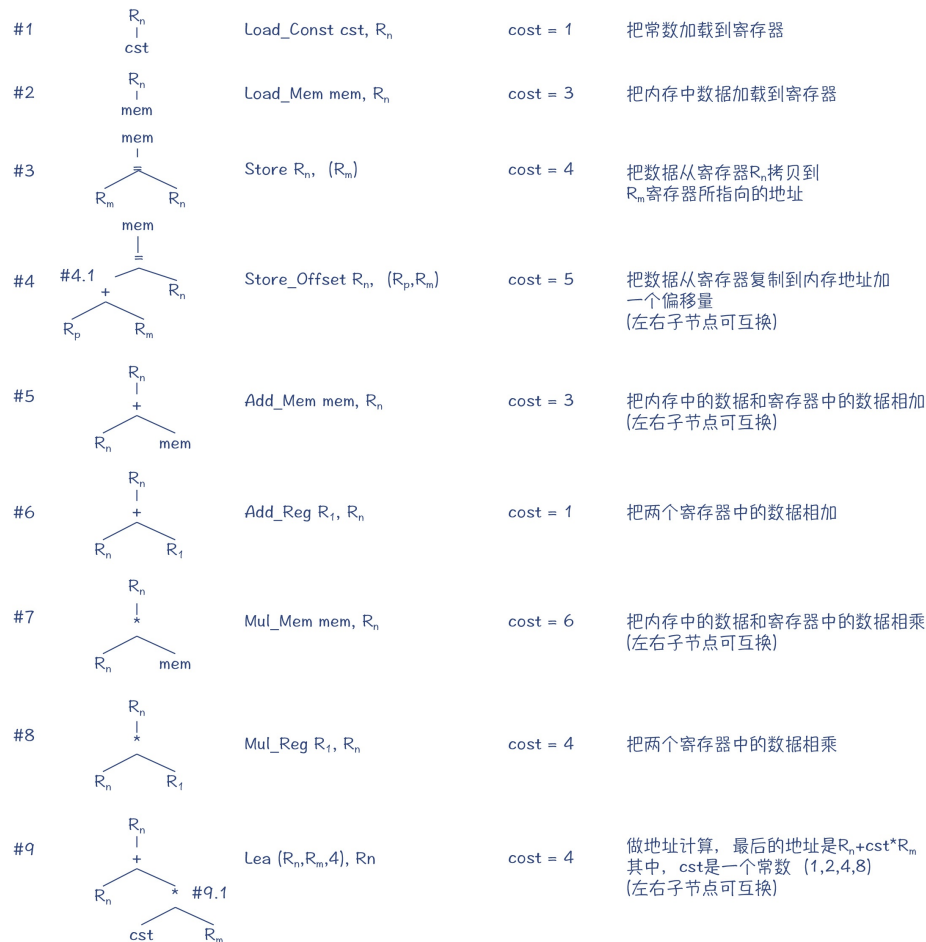 Rn
#1 Load_Const cst, Rn cost = 1 把常数加载到寄存器
cst
Rn
#2 Load_Mem mem, Rn cost = 3 把内存中数据加载到寄存器
mem
mem
=
#3 Store Rn, (Rm) cost = 4 把数据从寄存器Rn拷贝到
Rm寄存器所指向的地址
Rm Rn
mem
=
#4 #4.1 Store_Offset Rn, (Rp,Rm) cost = 5 把数据从寄存器复制到内存地址加
一个偏移量
(左右子节点可互换)
+ Rn
Rp Rm
Rn
#5 + Add_Mem mem, Rn cost = 3 把内存中的数据和寄存器中的数据相加
(左右子节点可互换)
Rn mem
Rn
#6 + Add_Reg R1, Rn cost = 1 把两个寄存器中的数据相加
Rn R1
Rn
#7 * Mul_Mem mem, Rn cost = 6 把内存中的数据和寄存器中的数据相乘
(左右子节点可互换)
Rn mem
Rn
#8 * Mul_Reg R1, Rn cost = 4 把两个寄存器中的数据相乘
Rn R1
Rn
#9 + Lea (Rn,Rm,4), Rn cost = 4 做地址计算，最后的地址是Rn+cst*Rm
其中，cst是一个常数 (1,2,4,8)
(左右子节点可互换)
Rn * #9.1
cst Rm